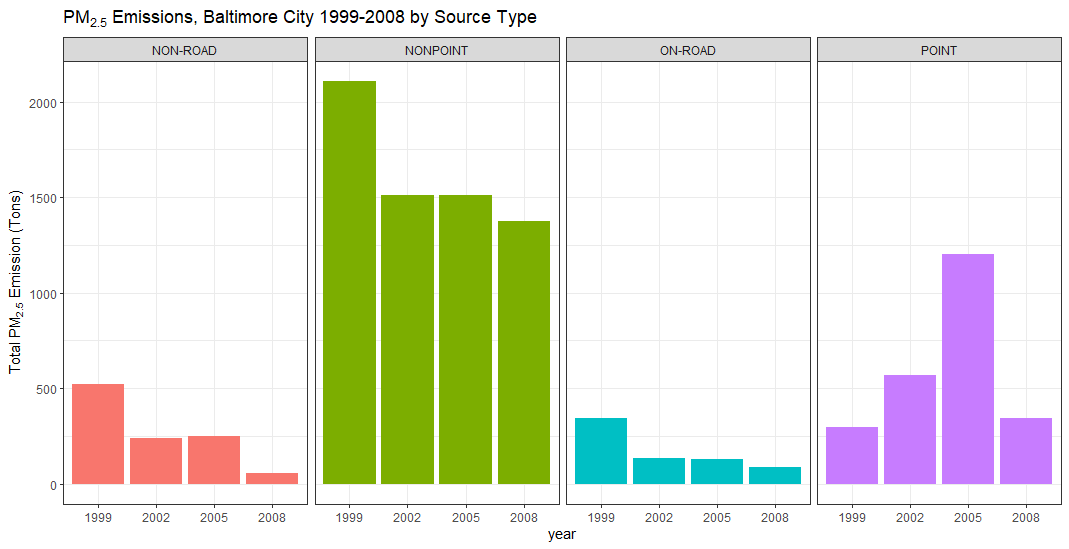 PM2.5 Emissions, Baltimore City 1999-2008 by Source Type
NON-ROAD NONPOINT ON-ROAD POINT
Total PM2.5 Emission (Tons)
2000
1500
1000
500
0
1999 2002 2005 2008 1999 2002 2005 2008 1999 2002 2005 2008 1999 2002 2005 2008
year